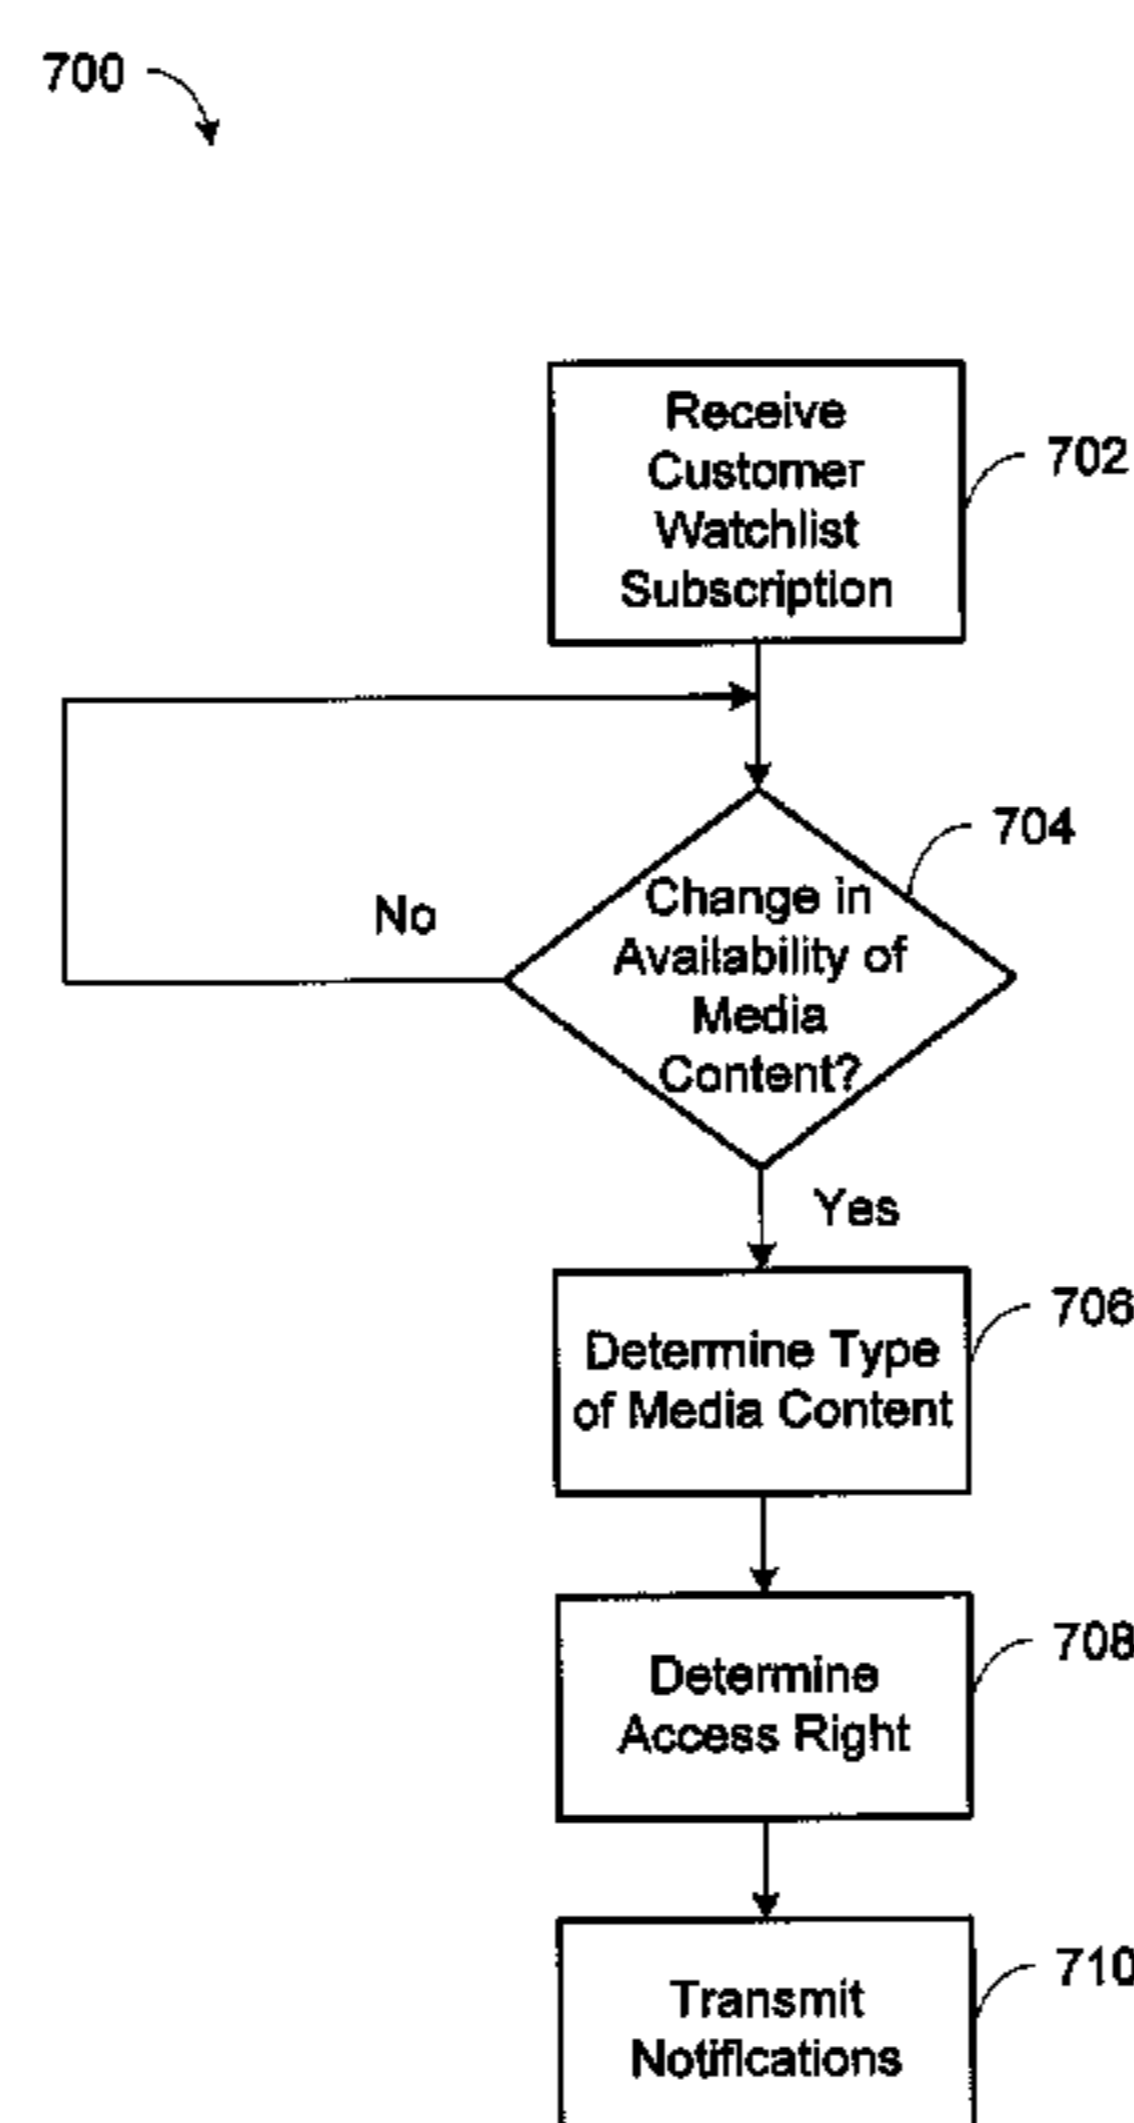 700
Receive
Customer
Watchlist
Subscription
702
704
Change in
Availability of
Media
Content?
No
Yes
706
Determine Type
of Media Content
708
Determine
Access Right
710
Transmit
Notifications